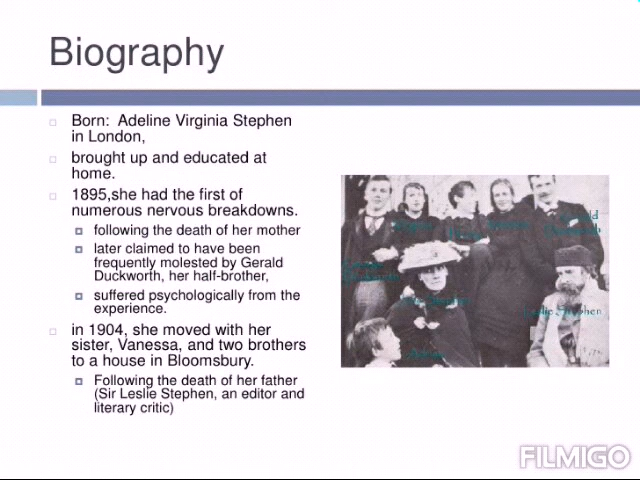 Biography
Born: Adeline Virginia Stephen
in London,
brought up and educated at
home.
1895,she had the first of
numerous nervous breakdowns.
following the death of her mother
later claimed to have been
frequently molested by Gerald
Duckworth, her half-brother,
suffered psychologically from the
experience.
in 1904, she moved with her
sister, Vanessa, and two brothers
to a house in Bloomsbury.
Following the death of her father
(Sir Leslie Stephen, an editor and
literary critic)
Gerald
Duckworth
Duckworth
Stephen
Leslie Stephen
FILMIGO